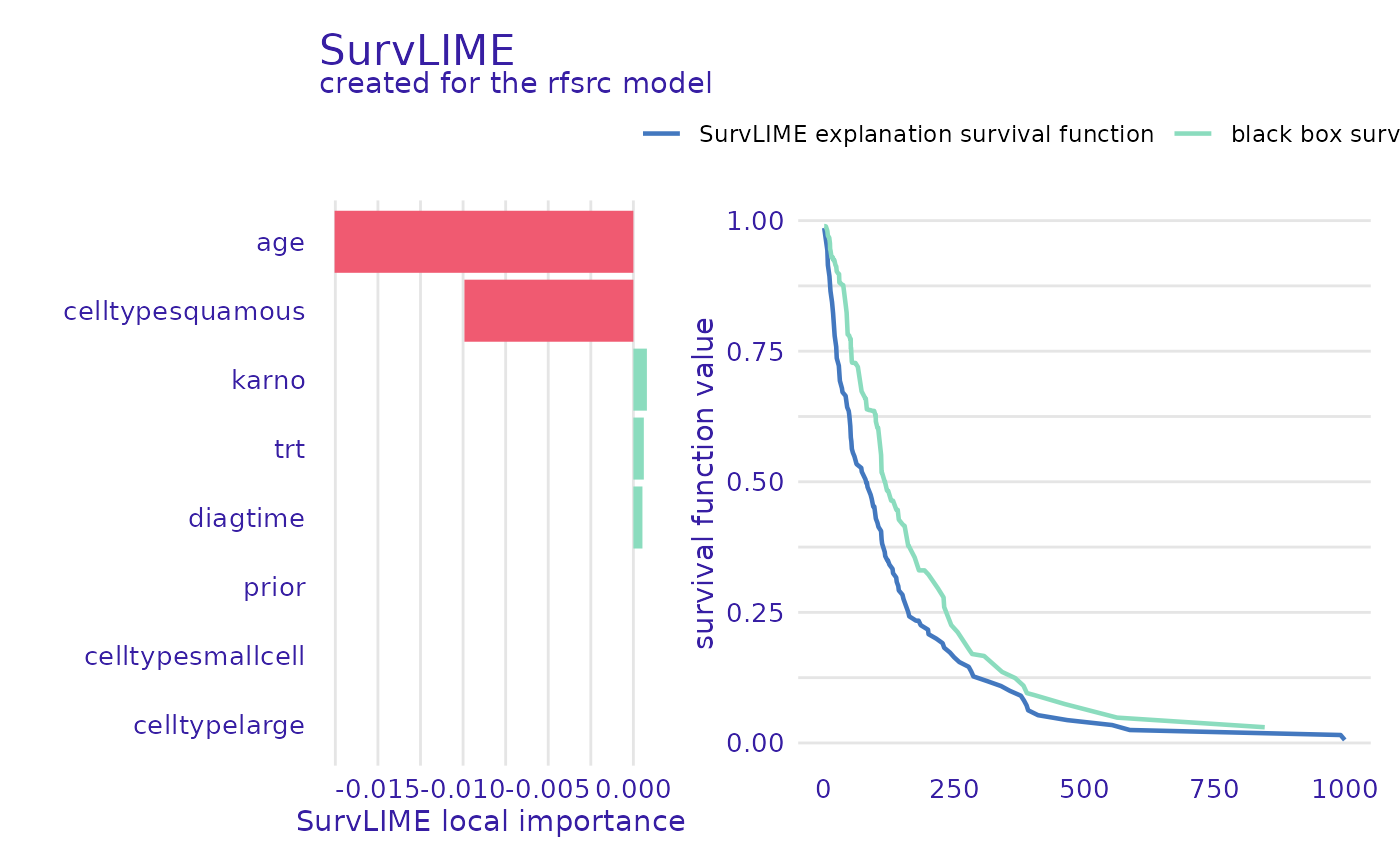 SurvLIME
created for the rfsrc model
SurvLIME explanation survival function
black box surv
age
celltypesquamous
karno
trt
diagtime
prior
celltypesmallcell
celltypelarge
-0.015 -0.010 -0.005 0.000
SurvLIME local importance
survival function value
1.00
0.75
0.50
0.25
0.00
0 250 500 750 1000